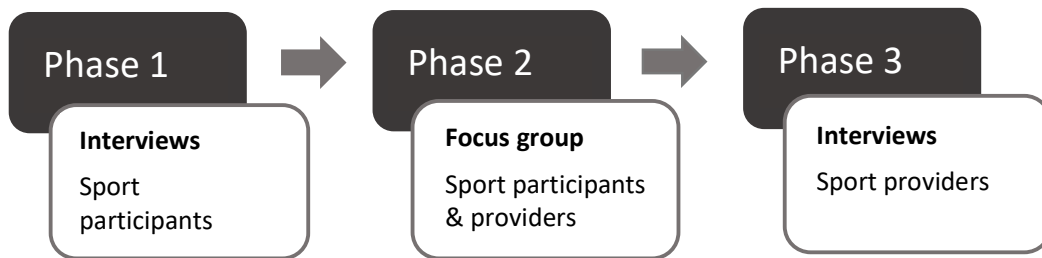 Phase 1
Interviews
Sport
participants
Phase 2
Focus group
Sport participants
& providers
Phase 3
Interviews
Sport providers